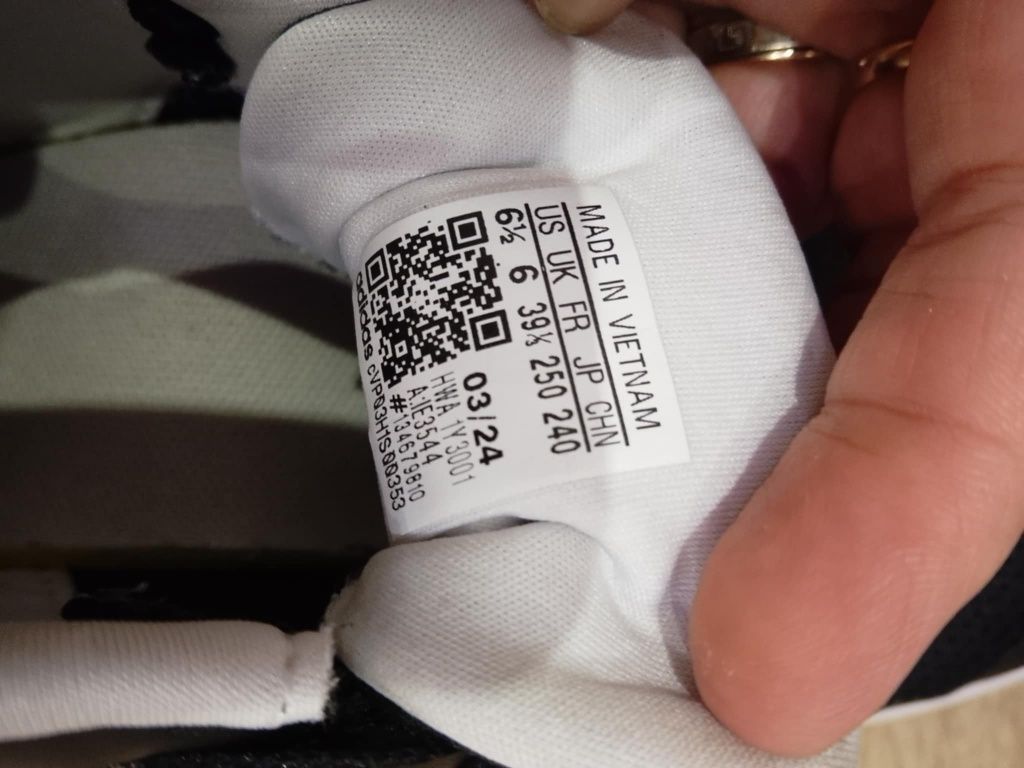 MADE IN VIETNAM
US UK FR JP CHN
6½ 6 39⅓ 250 240
03/24
HWA 1Y3001
A:IE3544
#134679810
adidas cVP03H1S00353